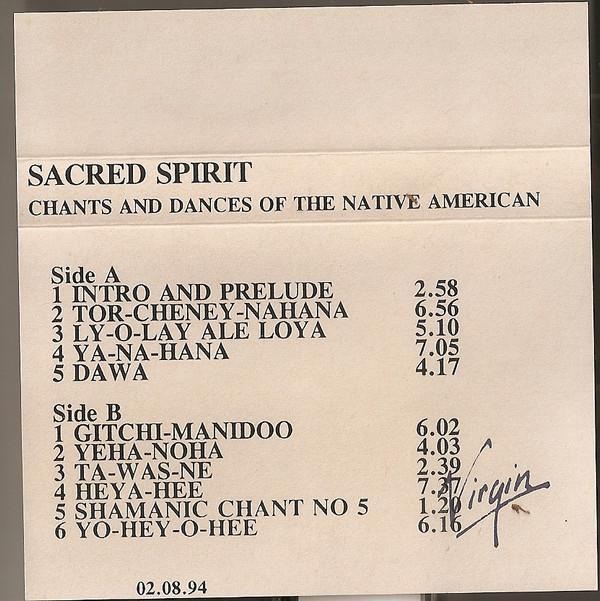 SACRED SPIRIT
CHANTS AND DANCES OF THE NATIVE AMERICAN
Side A
1 INTRO AND PRELUDE 2.58
2 TOR-CHENEY-NAHANA 6.56
3 LY-O-LAY ALE LOYA 5.10
4 YA-NA-HANA 7.05
5 DAWA 4.17
Side B
1 GITCHI-MANIDOO 6.02
2 YEHA-NOHA 4.03
3 TA-WAS-NE 2.39
4 HEYA-HEE 7.27
5 SHAMANIC CHANT NO 5 1.20
6 YO-HEY-O-HEE 6.16
Virgin
02.08.94